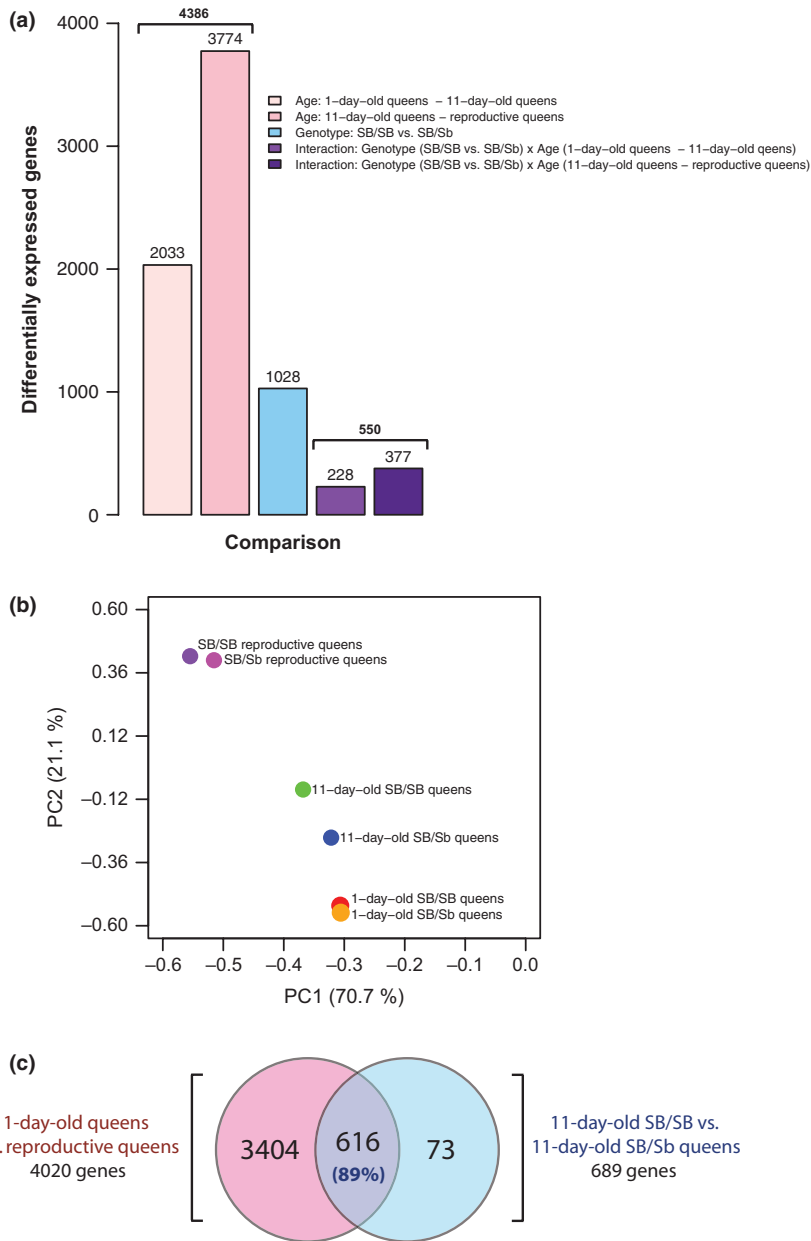 (a)
4386
4000
3774
Age: 1−day−old queens − 11−day−old queens
Age: 11−day−old queens − reproductive queens
Genotype: SB/SB vs. SB/Sb
Interaction: Genotype (SB/SB vs. SB/Sb) x Age (1−day−old queens − 11−day−old qeens)
Interaction: Genotype (SB/SB vs. SB/Sb) x Age (11−day−old queens − reproductive queens)
3000
2033
2000
1028
1000
550
377
228
0
Differentially expressed genes
Comparison
(b)
0.60
SB/SB reproductive queens
SB/Sb reproductive queens
0.36
0.12
11−day−old SB/SB queens
−0.12
11−day−old SB/Sb queens
−0.36
1−day−old SB/SB queens
1−day−old SB/Sb queens
−0.60
PC2 (21.1 %)
−0.6 −0.5 −0.4 −0.3 −0.2 −0.1 0.0
PC1 (70.7 %)
(c)
1-day-old queens
. reproductive queens
4020 genes
3404
616
(89%)
73
11-day-old SB/SB vs.
11-day-old SB/Sb queens
689 genes